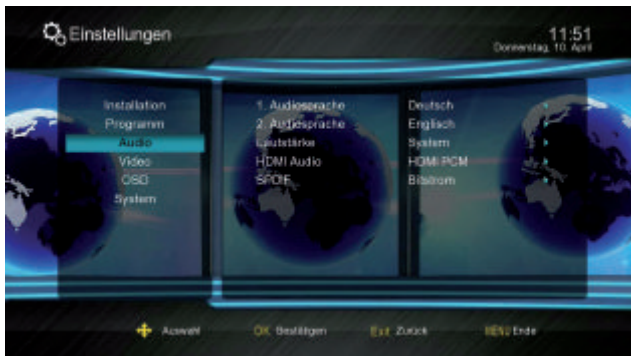 Einstellungen
11:51
Donnerstag, 10. April
Installation
Programm
Audio
Video
OSD
System
1. Audiosprache Deutsch
2. Audiosprache Englisch
Lautstärke System
HDMI Audio HDMI PCM
SPDIF Bitstrom
Auswahl OK Bestätigen Exit Zurück MENU Ende